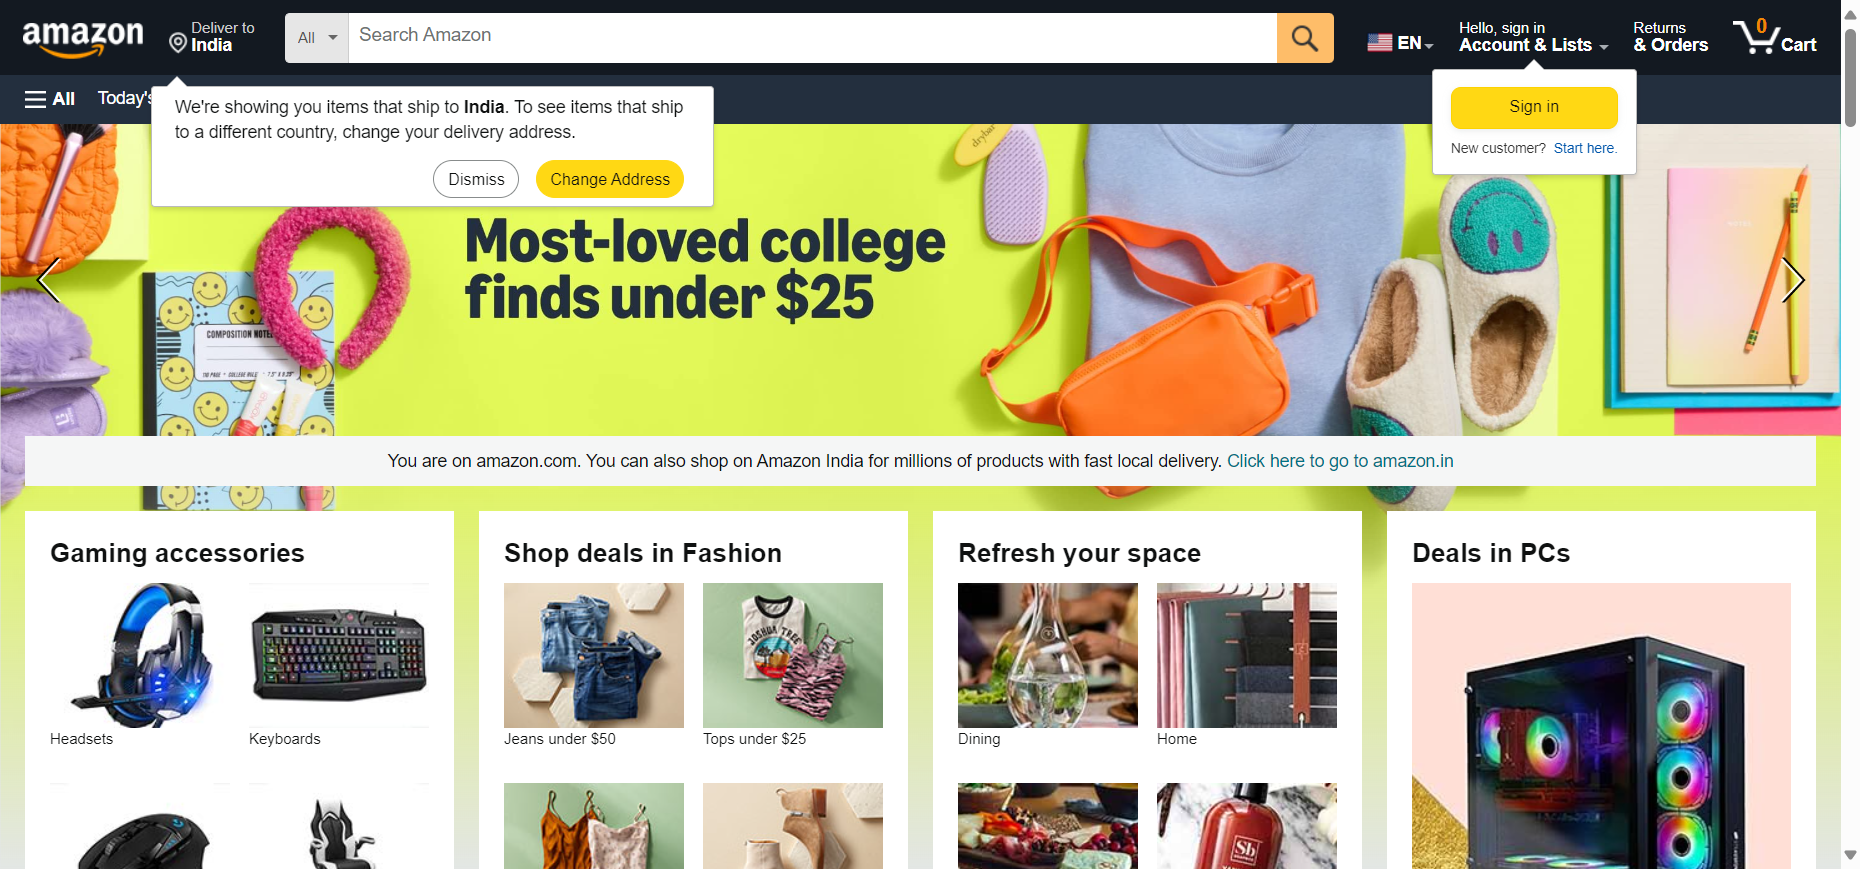 amazon
Deliver to
India
All
Search Amazon
EN
Hello, sign in
Account & Lists
Returns
& Orders
0
Cart
All
Today's
We're showing you items that ship to India. To see items that ship
to a different country, change your delivery address.
Dismiss
Change Address
Sign in
New customer? Start here.
drybar
Most-loved college
finds under $25
COMPOSITION NOTEB
You are on amazon.com. You can also shop on Amazon India for millions of products with fast local delivery. Click here to go to amazon.in
Gaming accessories
Headsets
Keyboards
Shop deals in Fashion
JOSHUA TREE
Jeans under $50
Tops under $25
Refresh your space
Dining
Home
Sb
Deals in PCs